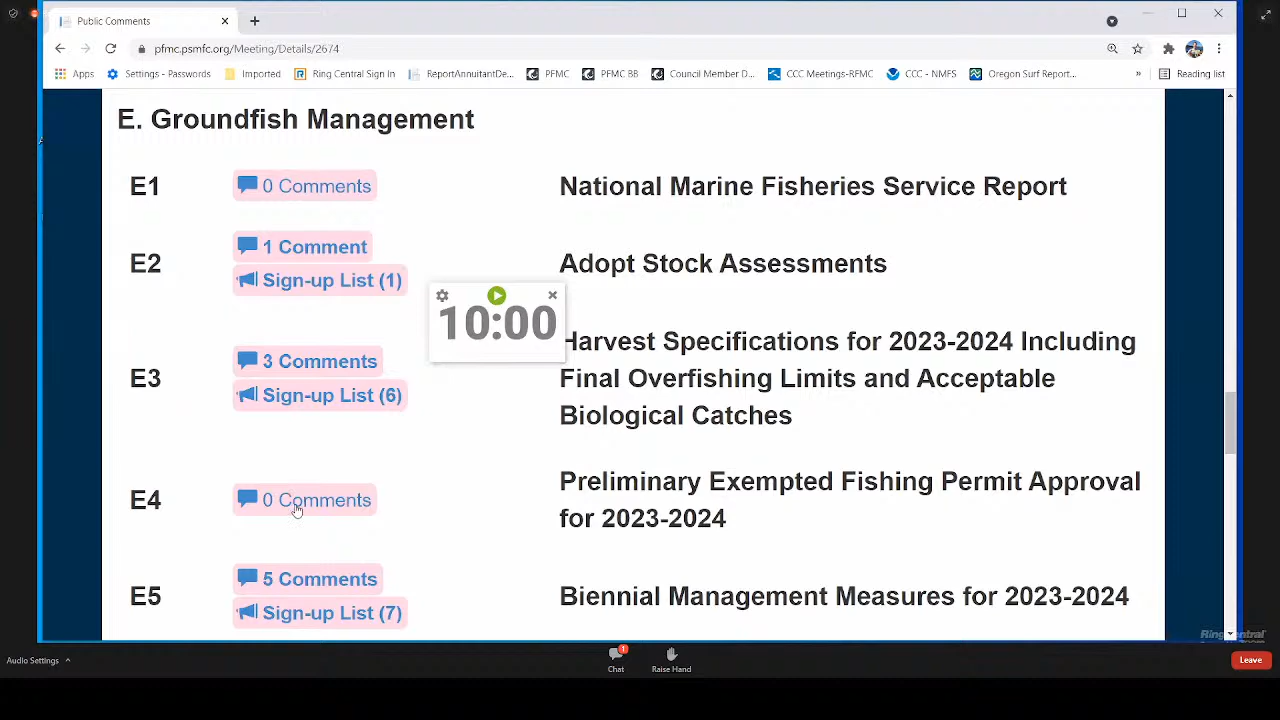 Public Comments
pfmc.psmfc.org/Meeting/Details/2674
Apps Settings - Passwords Imported Ring Central Sign In ReportAnnuitantDe... PFMC PFMC BB Council Member D... CCC Meetings-RFMC CCC - NMFS Oregon Surf Report... » Reading list
E. Groundfish Management
E1 0 Comments National Marine Fisheries Service Report
1 Comment
E2 Adopt Stock Assessments
Sign-up List (1)
10:00
Harvest Specifications for 2023-2024 Including
3 Comments
E3 Final Overfishing Limits and Acceptable
Sign-up List (6)
Biological Catches
Preliminary Exempted Fishing Permit Approval
E4 0 Comments
for 2023-2024
5 Comments
E5 Biennial Management Measures for 2023-2024
Sign-up List (7)
RingCentral
Audio Settings
1
Chat
Raise Hand
Leave